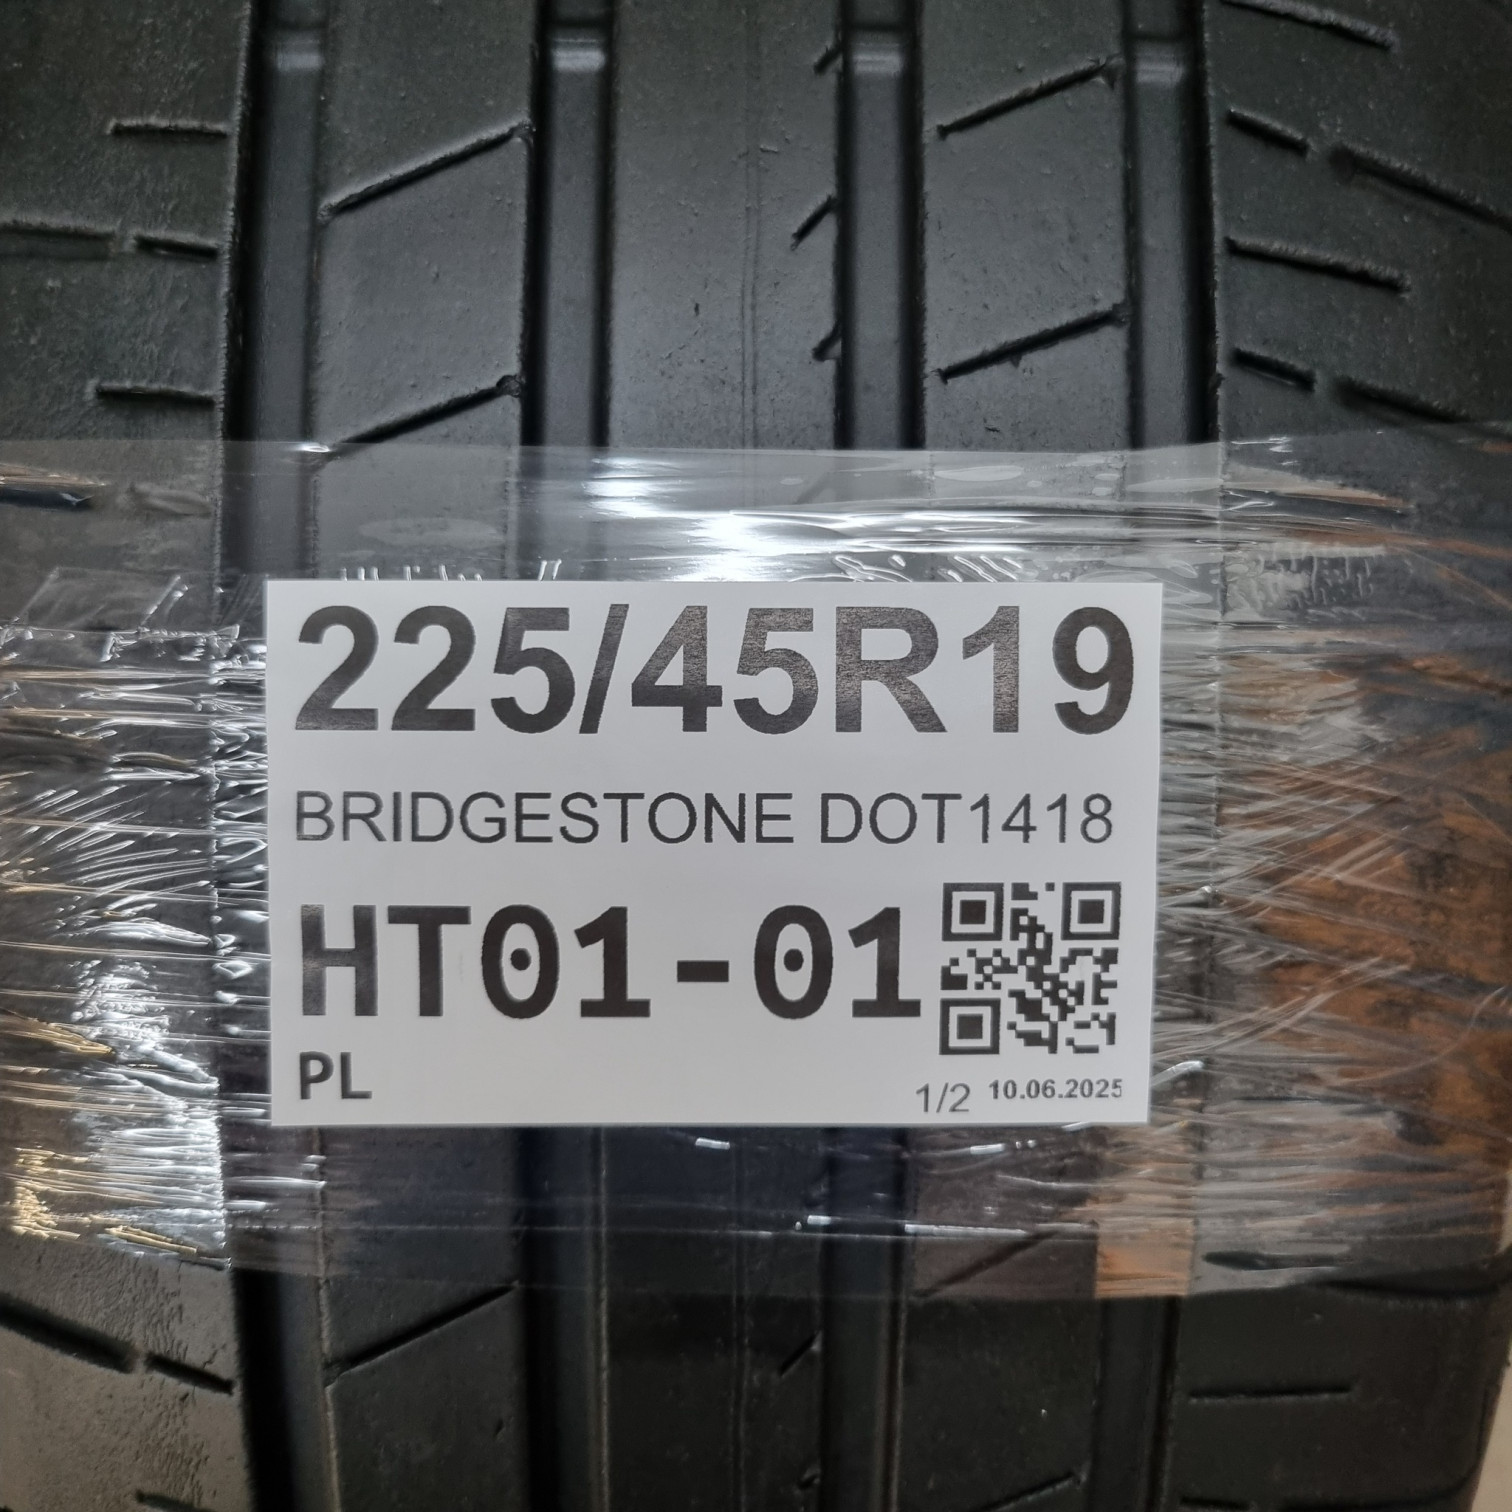 225/45R19
BRIDGESTONE DOT1418
HT01-01
PL
1/2 10.06.2025